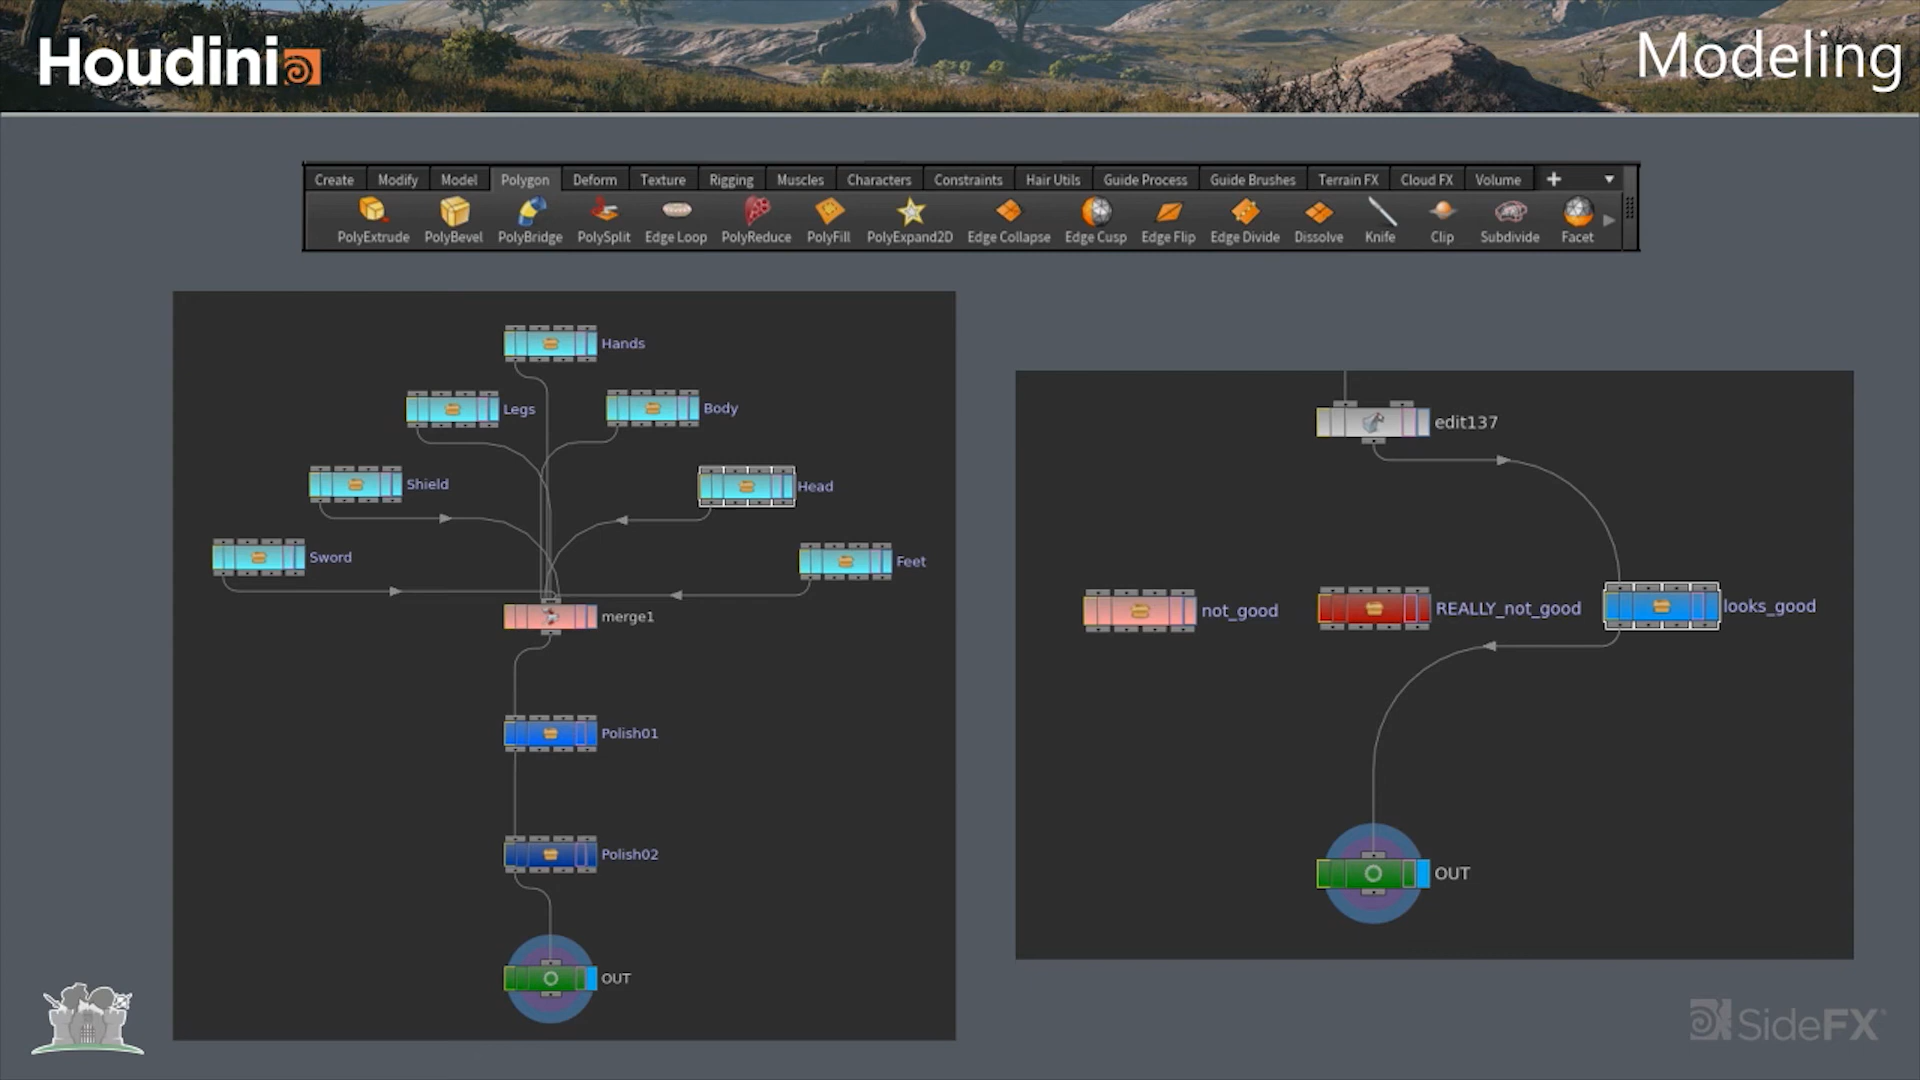 Houdini
Modeling
Create Modify Model Polygon Deform Texture Rigging Muscles Characters Constraints Hair Utils Guide Process Guide Brushes Terrain FX Cloud FX Volume +
PolyExtrude PolyBevel PolyBridge PolySplit Edge Loop PolyReduce PolyFill PolyExpand2D Edge Collapse Edge Cusp Edge Flip Edge Divide Dissolve Knife Clip Subdivide Facet
Hands
Legs
Body
Shield
Head
Sword
Feet
merge1
Polish01
Polish02
OUT
edit137
not_good
REALLY_not_good
looks_good
OUT
SideFX